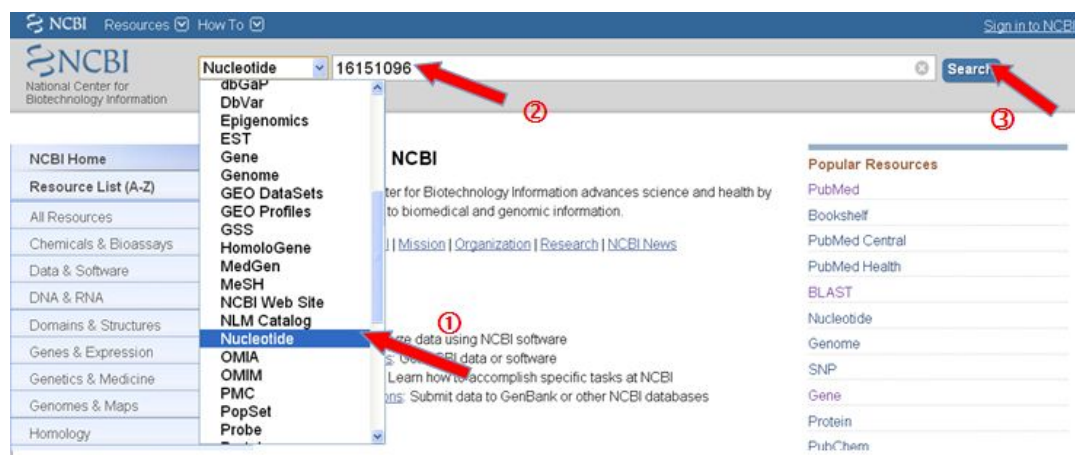 NCBI Resources How To Sign in to NCBI
NCBI
National Center for
Biotechnology Information
Nucleotide 16151096 Search
①
②
③
dbGaP
DbVar
Epigenomics
EST
Gene
Genome
GEO DataSets
GEO Profiles
GSS
HomoloGene
MedGen
MeSH
NCBI Web Site
NLM Catalog
Nucleotide
OMIA
OMIM
PMC
PopSet
Probe
NCBI Home
Resource List (A-Z)
All Resources
Chemicals & Bioassays
Data & Software
DNA & RNA
Domains & Structures
Genes & Expression
Genetics & Medicine
Genomes & Maps
Homology
NCBI
ter for Biotechnology Information advances science and health by
to biomedical and genomic information.
| Mission | Organization | Research | NCBI News
data using NCBI software
data or software
Learn how to accomplish specific tasks at NCBI
ons: Submit data to GenBank or other NCBI databases
Popular Resources
PubMed
Bookshelf
PubMed Central
PubMed Health
BLAST
Nucleotide
Genome
SNP
Gene
Protein
PubChem